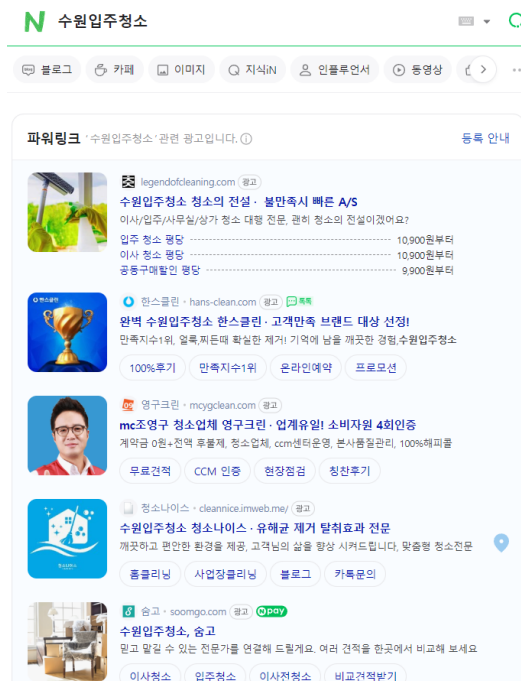 N 수원입주청소
블로그 카페 이미지 지식iN 인플루언서 동영상
파워링크 '수원입주청소' 관련 광고입니다. 등록 안내
legendofcleaning.com 광고
수원입주청소 청소의 전설 · 불만족시 빠른 A/S
이사/입주/사무실/상가 청소 대행 전문, 괜히 청소의 전설이겠어요?
입주 청소 평당 10,900원부터
이사 청소 평당 10,900원부터
공동구매할인 평당 9,900원부터
한스클린
한스클린 · hans-clean.com 광고 톡톡
완벽 수원입주청소 한스클린 · 고객만족 브랜드 대상 선정!
만족지수1위, 얼룩,찌든때 확실한 제거! 기억에 남을 깨끗한 경험,수원입주청소
100%후기 만족지수1위 온라인예약 프로모션
영구크린 · mcygclean.com 광고
mc조영구 청소업체 영구크린 · 업계유일! 소비자원 4회인증
계약금 0원+전액 후불제, 청소업체, ccm센터운영, 본사품질관리, 100%해피콜
무료견적 CCM 인증 현장점검 칭찬후기
청소나이스 · cleannice.imweb.me/ 광고
수원입주청소 청소나이스 · 유해균 제거 탈취효과 전문
깨끗하고 편안한 환경을 제공, 고객님의 삶을 향상 시켜드립니다, 맞춤형 청소전문
홈클리닝 사업장클리닝 블로그 카톡문의
숨고 · soomgo.com 광고 N pay
수원입주청소, 숨고
믿고 맡길 수 있는 전문가를 연결해 드릴게요. 여러 견적을 한곳에서 비교해 보세요
이사청소 입주청소 이사전청소 비교견적받기